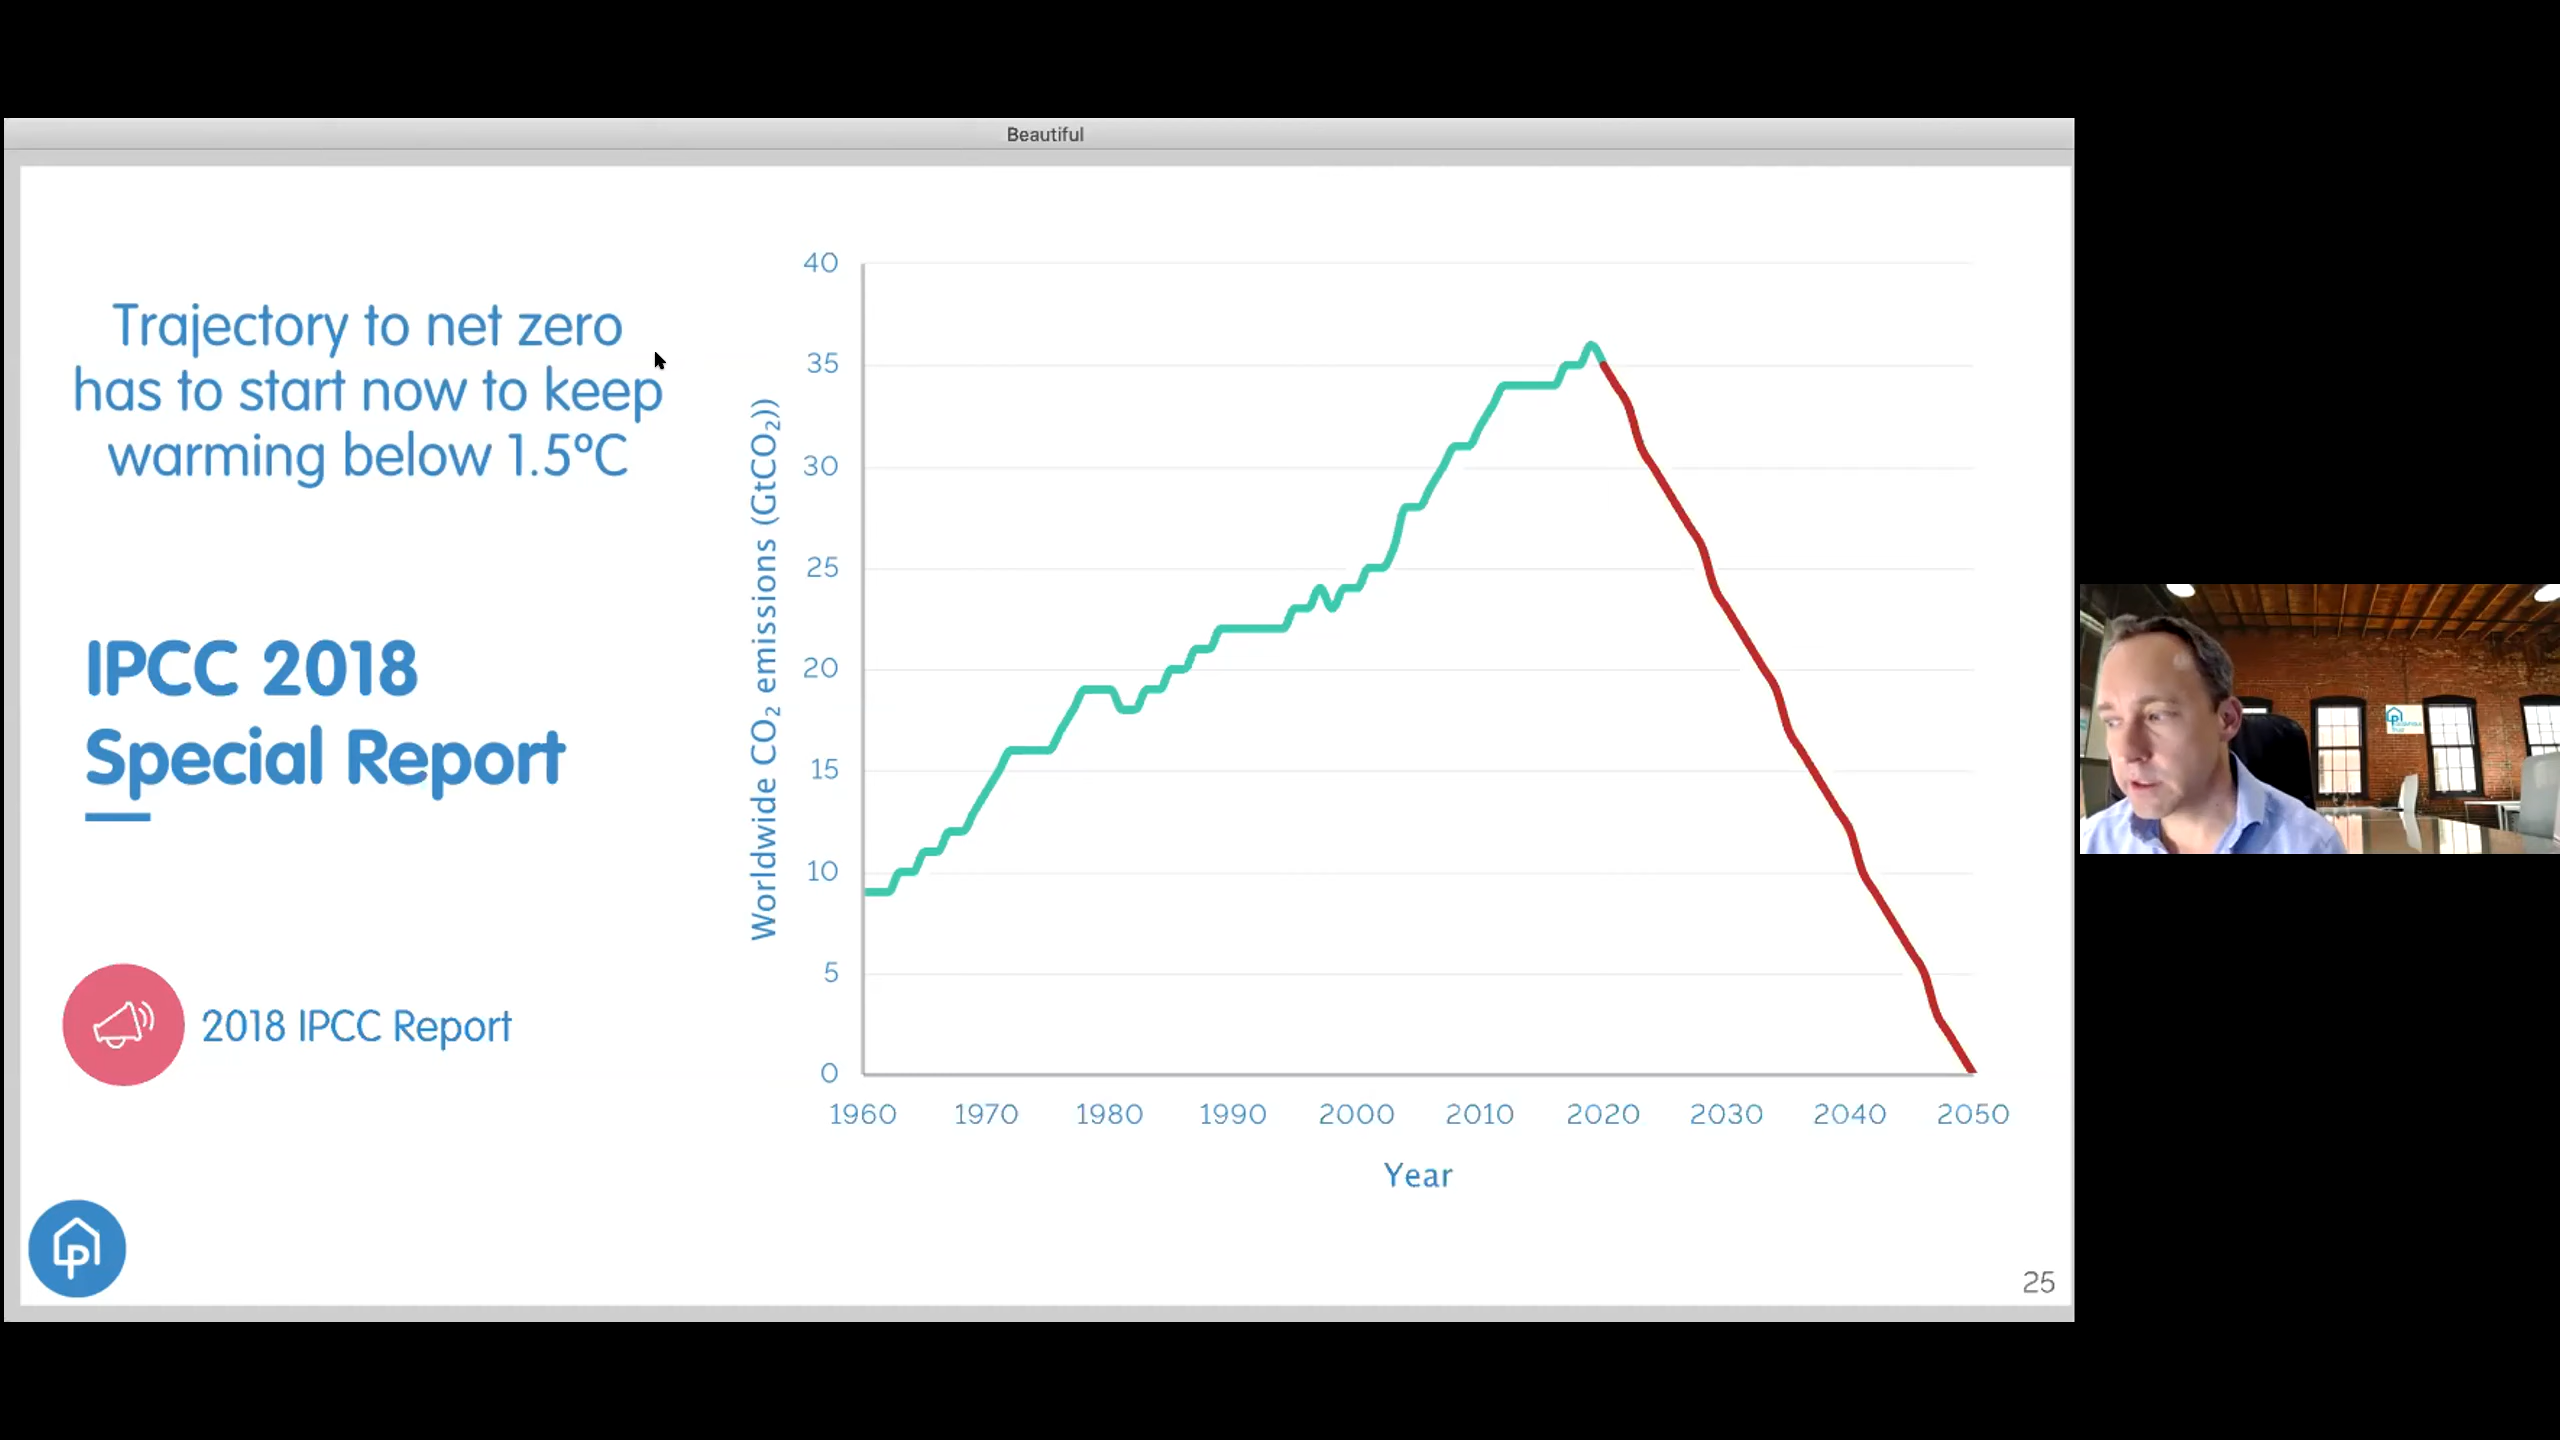 Beautiful
Trajectory to net zero
has to start now to keep
warming below 1.5°C
IPCC 2018
Special Report
2018 IPCC Report
Worldwide CO₂ emissions (GtCO₂))
40
35
30
25
20
15
10
5
0
1960 1970 1980 1990 2000 2010 2020 2030 2040 2050
Year
25